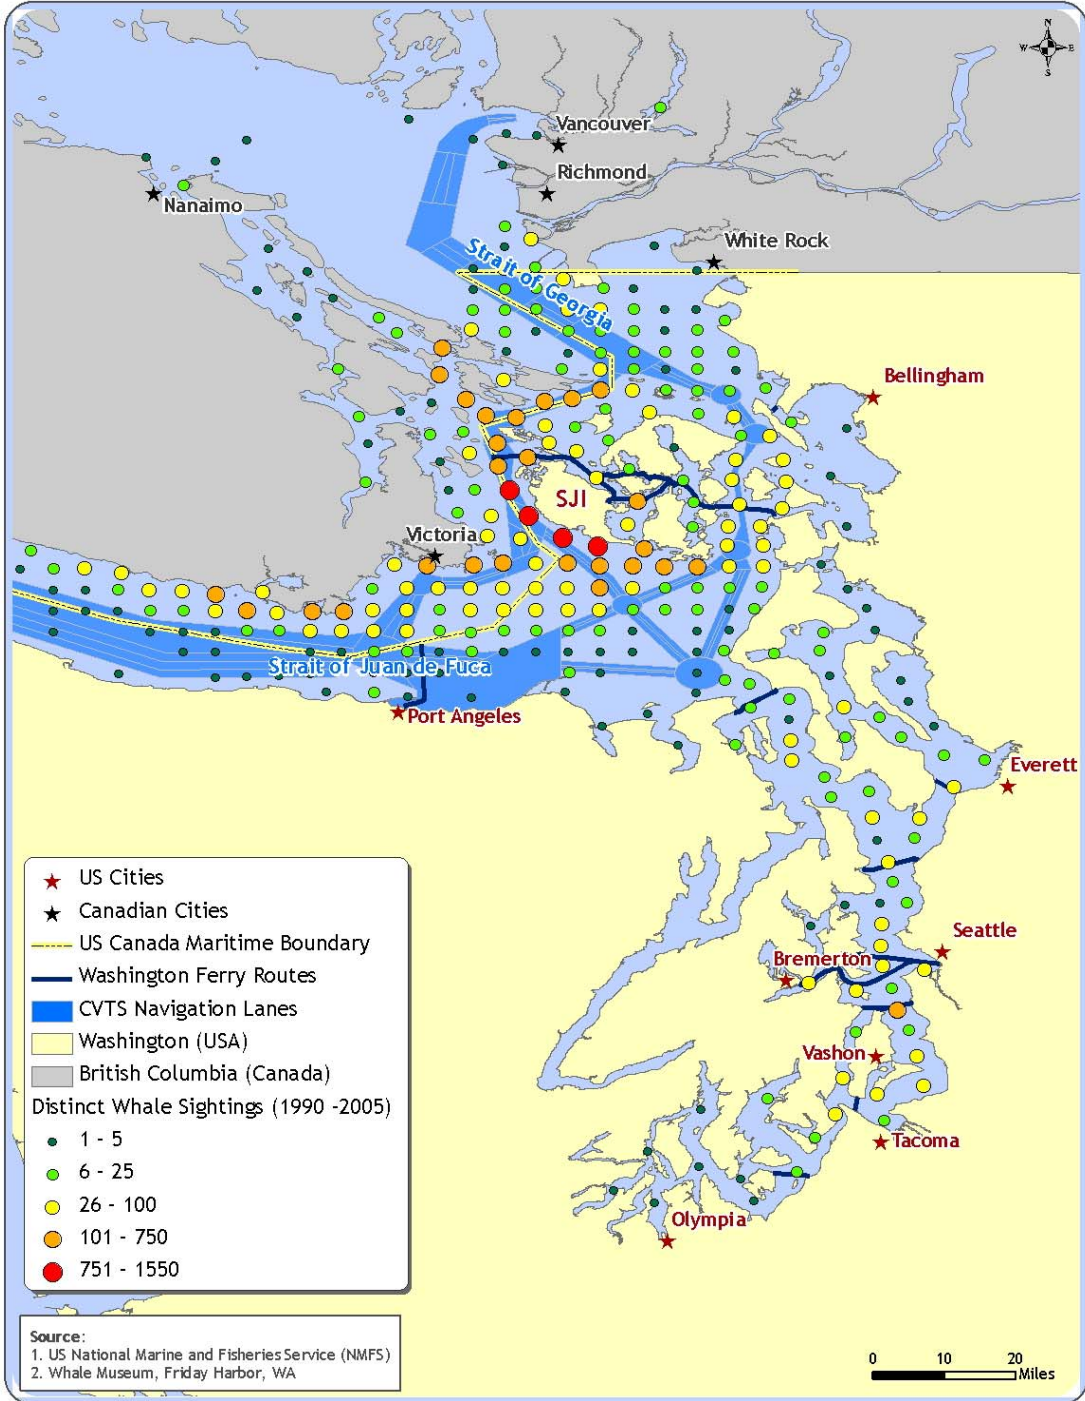 N
W E
S
Vancouver
Richmond
Nanaimo
White Rock
Strait of Georgia
Bellingham
SJI
Victoria
Strait of Juan de Fuca
Port Angeles
Everett
Seattle
Bremerton
Vashon
Tacoma
Olympia
US Cities
Canadian Cities
US Canada Maritime Boundary
Washington Ferry Routes
CVTS Navigation Lanes
Washington (USA)
British Columbia (Canada)
Distinct Whale Sightings (1990 -2005)
1 - 5
6 - 25
26 - 100
101 - 750
751 - 1550
Source:
1. US National Marine and Fisheries Service (NMFS)
2. Whale Museum, Friday Harbor, WA
0 10 20
Miles